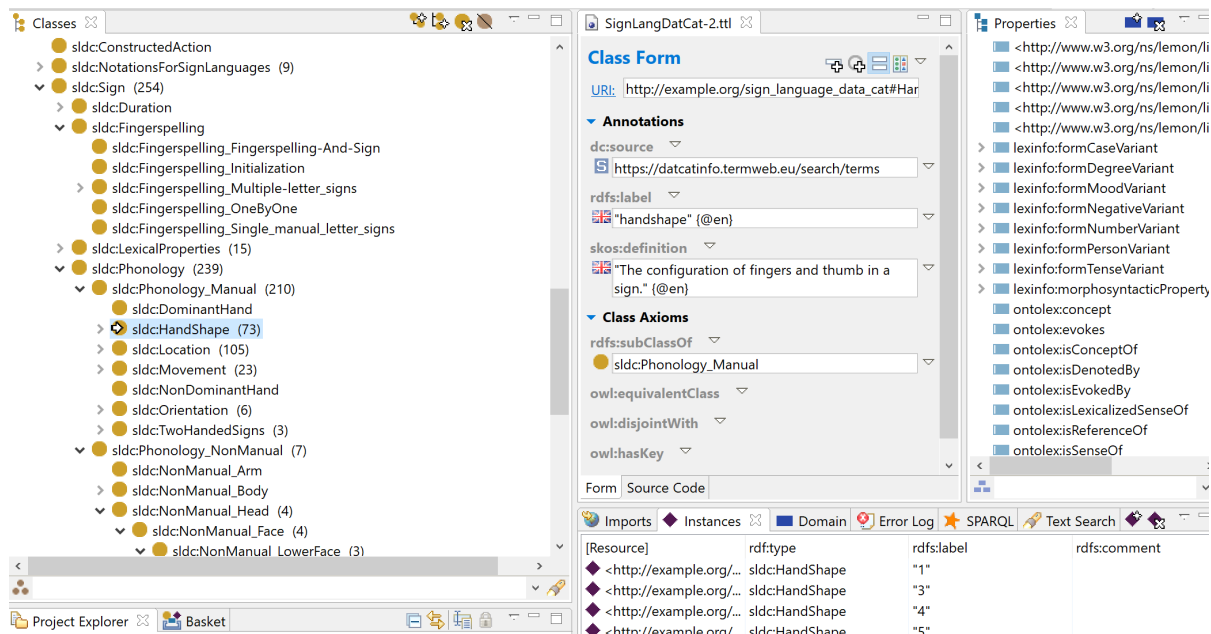 Classes
sldc:ConstructedAction
sldc:NotationsForSignLanguages (9)
sldc:Sign (254)
sldc:Duration
sldc:Fingerspelling
sldc:Fingerspelling_Fingerspelling-And-Sign
sldc:Fingerspelling_Initialization
sldc:Fingerspelling_Multiple-letter_signs
sldc:Fingerspelling_OneByOne
sldc:Fingerspelling_Single_manual_letter_signs
sldc:LexicalProperties (15)
sldc:Phonology (239)
sldc:Phonology_Manual (210)
sldc:DominantHand
sldc:HandShape (73)
sldc:Location (105)
sldc:Movement (23)
sldc:NonDominantHand
sldc:Orientation (6)
sldc:TwoHandedSigns (3)
sldc:Phonology_NonManual (7)
sldc:NonManual_Arm
sldc:NonManual_Body
sldc:NonManual_Head (4)
sldc:NonManual_Face (4)
sldc:NonManual_LowerFace (3)
Project Explorer Basket
SignLangDatCat-2.ttl
Class Form
URI: http://example.org/sign_language_data_cat#Har
Annotations
dc:source
S https://datcatinfo.termweb.eu/search/terms
rdfs:label
"handshape" {@en}
skos:definition
"The configuration of fingers and thumb in a
sign." {@en}
Class Axioms
rdfs:subClassOf
sldc:Phonology_Manual
owl:equivalentClass
owl:disjointWith
owl:hasKey
Form Source Code
Properties
<http://www.w3.org/ns/lemon/li
<http://www.w3.org/ns/lemon/li
<http://www.w3.org/ns/lemon/li
<http://www.w3.org/ns/lemon/li
<http://www.w3.org/ns/lemon/li
lexinfo:formCaseVariant
lexinfo:formDegreeVariant
lexinfo:formMoodVariant
lexinfo:formNegativeVariant
lexinfo:formNumberVariant
lexinfo:formPersonVariant
lexinfo:formTenseVariant
lexinfo:morphosyntacticProperty
ontolex:concept
ontolex:evokes
ontolex:isConceptOf
ontolex:isDenotedBy
ontolex:isEvokedBy
ontolex:isLexicalizedSenseOf
ontolex:isReferenceOf
ontolex:isSenseOf
Imports Instances Domain Error Log SPARQL Text Search
[Resource] rdf:type rdfs:label rdfs:comment
<http://example.org/... sldc:HandShape "1"
<http://example.org/... sldc:HandShape "3"
<http://example.org/... sldc:HandShape "4"
<http://example.org/... sldc:HandShape "5"